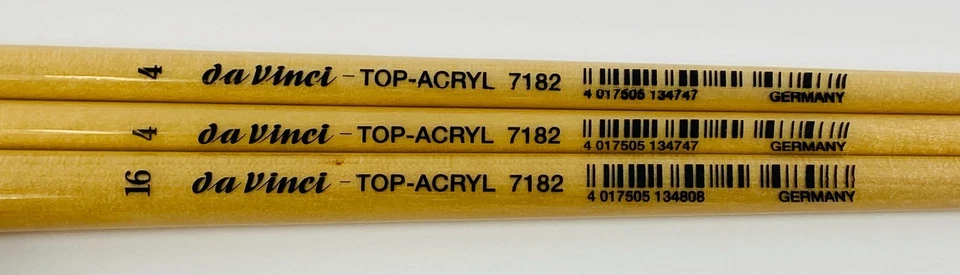 4 da Vinci – TOP-ACRYL 7182 4 017505 134747 GERMANY
4 da Vinci – TOP-ACRYL 7182 4 017505 134747 GERMANY
16 da Vinci – TOP-ACRYL 7182 4 017505 134808 GERMANY